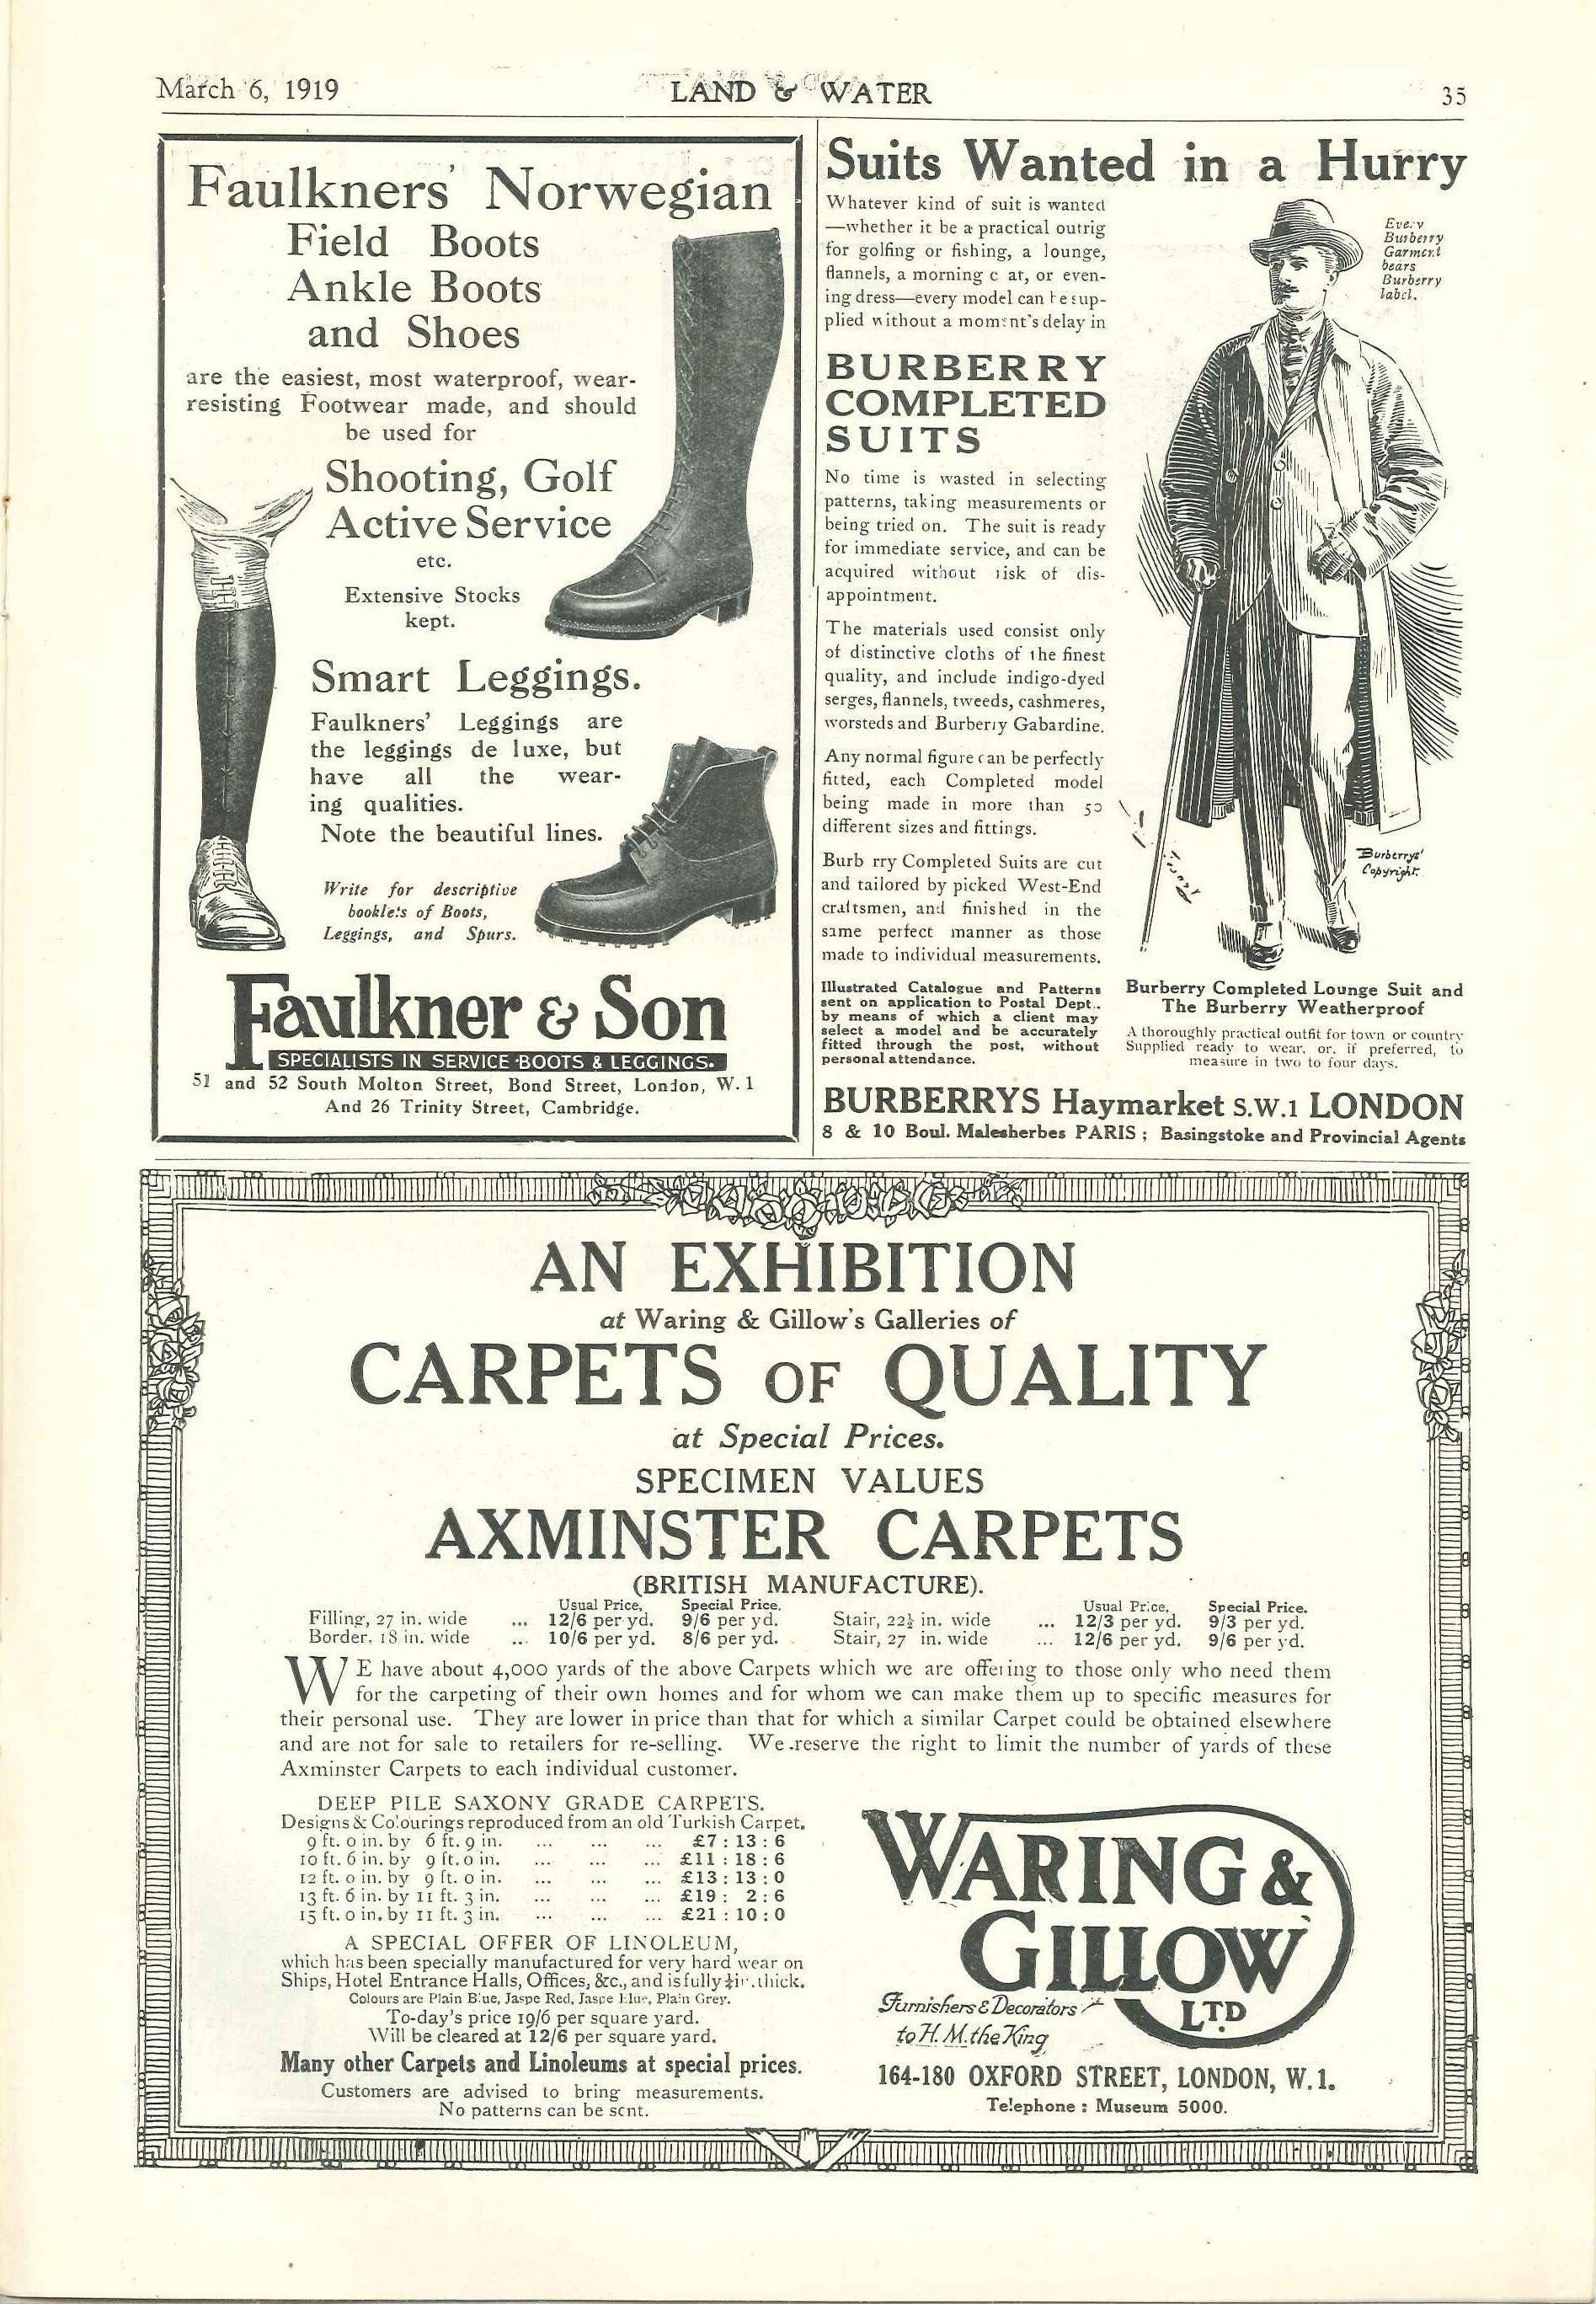 March 6, 1919
LAND & WATER
35
Faulkners' Norwegian
Field Boots
Ankle Boots
and Shoes
are the easiest, most waterproof, wear-
resisting Footwear made, and should
be used for
Shooting, Golf
Active Service
etc.
Extensive Stocks
kept.
Smart Leggings.
Faulkners' Leggings are
the leggings de luxe, but
have all the wear-
ing qualities.
Note the beautiful lines.
Write for descriptive
booklets of Boots,
Leggings, and Spurs.
Faulkner & Son
SPECIALISTS IN SERVICE·BOOTS & LEGGINGS.
51 and 52 South Molton Street, Bond Street, London, W. 1
And 26 Trinity Street, Cambridge.
Suits Wanted in a Hurry
Whatever kind of suit is wanted
—whether it be a practical outrig
for golfing or fishing, a lounge,
flannels, a morning c at, or even-
ing dress—every model can be sup-
plied without a moment's delay in
BURBERRY
COMPLETED
SUITS
No time is wasted in selecting
patterns, taking measurements or
being tried on. The suit is ready
for immediate service, and can be
acquired without risk of dis-
appointment.
The materials used consist only
of distinctive cloths of the finest
quality, and include indigo-dyed
serges, flannels, tweeds, cashmeres,
worsteds and Burberry Gabardine.
Any normal figure can be perfectly
fitted, each Completed model
being made in more than 50
different sizes and fittings.
Burb rry Completed Suits are cut
and tailored by picked West-End
craftsmen, and finished in the
same perfect manner as those
made to individual measurements.
Illustrated Catalogue and Patterns
sent on application to Postal Dept..
by means of which a client may
select a model and be accurately
fitted through the post, without
personal attendance.
Every
Burberry
Garment
bears
Burberry
label.
Burberrys'
Copyright.
Burberry Completed Lounge Suit and
The Burberry Weatherproof
A thoroughly practical outfit for town or country
Supplied ready to wear, or, if preferred, to
measure in two to four days.
BURBERRYS Haymarket S.W.1 LONDON
8 & 10 Boul. Malesherbes PARIS ; Basingstoke and Provincial Agents
AN EXHIBITION
at Waring & Gillow's Galleries of
CARPETS OF QUALITY
at Special Prices.
SPECIMEN VALUES
AXMINSTER CARPETS
(BRITISH MANUFACTURE).
Usual Price, Special Price. Usual Price, Special Price.
Filling, 27 in. wide ... 12/6 per yd. 9/6 per yd. Stair, 22½ in. wide ... 12/3 per yd. 9/3 per yd.
Border, 18 in. wide ... 10/6 per yd. 8/6 per yd. Stair, 27 in. wide ... 12/6 per yd. 9/6 per yd.
WE have about 4,000 yards of the above Carpets which we are offering to those only who need them
for the carpeting of their own homes and for whom we can make them up to specific measures for
their personal use. They are lower in price than that for which a similar Carpet could be obtained elsewhere
and are not for sale to retailers for re-selling. We reserve the right to limit the number of yards of these
Axminster Carpets to each individual customer.
DEEP PILE SAXONY GRADE CARPETS.
Designs & Colourings reproduced from an old Turkish Carpet.
9 ft. 0 in. by 6 ft. 9 in. ... ... ... £7 : 13 : 6
10 ft. 6 in. by 9 ft. 0 in. ... ... ... £11 : 18 : 6
12 ft. 0 in. by 9 ft. 0 in. ... ... ... £13 : 13 : 0
13 ft. 6 in. by 11 ft. 3 in. ... ... ... £19 : 2 : 6
15 ft. 0 in. by 11 ft. 3 in. ... ... ... £21 : 10 : 0
A SPECIAL OFFER OF LINOLEUM,
which has been specially manufactured for very hard wear on
Ships, Hotel Entrance Halls, Offices, &c., and is fully ¼in. thick.
Colours are Plain Blue, Jaspe Red, Jaspe Blue, Plain Grey.
To-day's price 19/6 per square yard.
Will be cleared at 12/6 per square yard.
Many other Carpets and Linoleums at special prices.
Customers are advised to bring measurements.
No patterns can be sent.
WARING &
GILLOW
LTD
Furnishers & Decorators
to H. M. the King
164-180 OXFORD STREET, LONDON, W. 1.
Telephone : Museum 5000.